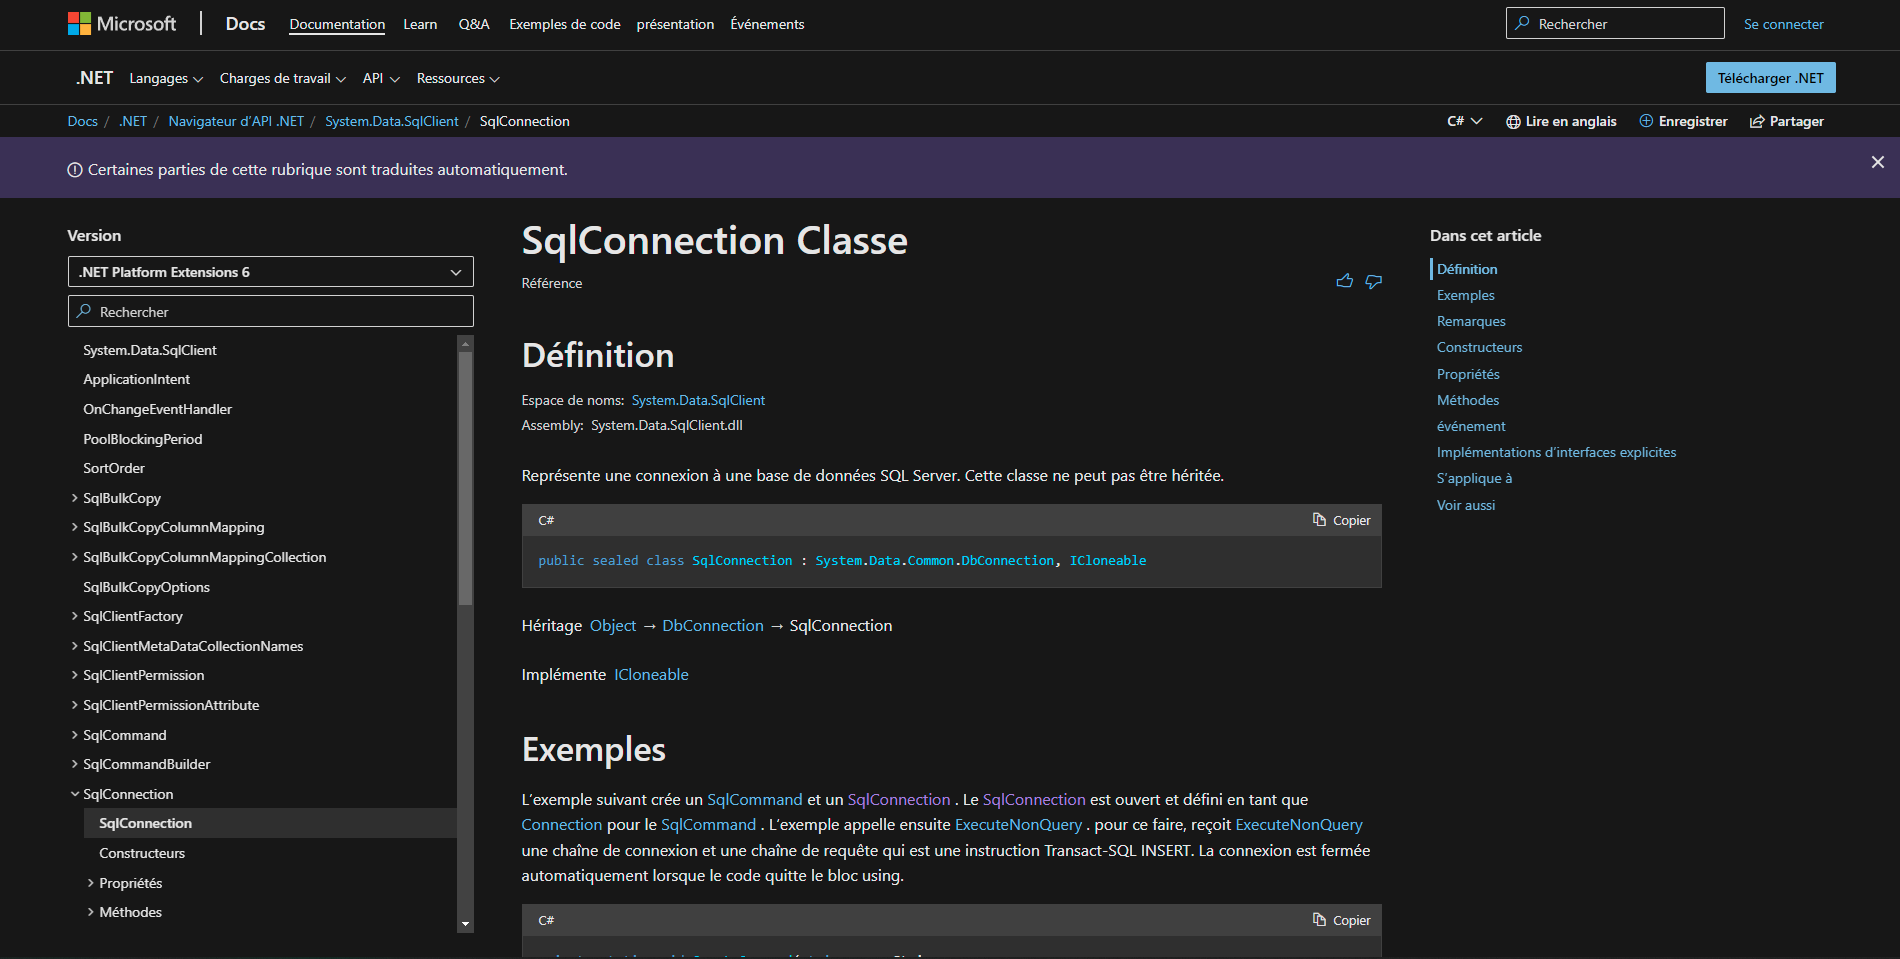 Microsoft
Docs
Documentation
Learn
Q&A
Exemples de code
présentation
Événements
Rechercher
Se connecter
.NET
Langages
Charges de travail
API
Ressources
Télécharger .NET
Docs / .NET / Navigateur d'API .NET / System.Data.SqlClient / SqlConnection
C#
Lire en anglais
Enregistrer
Partager
Certaines parties de cette rubrique sont traduites automatiquement.
Version
.NET Platform Extensions 6
Rechercher
System.Data.SqlClient
ApplicationIntent
OnChangeEventHandler
PoolBlockingPeriod
SortOrder
SqlBulkCopy
SqlBulkCopyColumnMapping
SqlBulkCopyColumnMappingCollection
SqlBulkCopyOptions
SqlClientFactory
SqlClientMetaDataCollectionNames
SqlClientPermission
SqlClientPermissionAttribute
SqlCommand
SqlCommandBuilder
SqlConnection
SqlConnection
Constructeurs
Propriétés
Méthodes
SqlConnection Classe
Référence
Définition
Espace de noms: System.Data.SqlClient
Assembly: System.Data.SqlClient.dll
Représente une connexion à une base de données SQL Server. Cette classe ne peut pas être héritée.
C#
Copier
public sealed class SqlConnection : System.Data.Common.DbConnection, ICloneable
Héritage Object → DbConnection → SqlConnection
Implémente ICloneable
Exemples
L'exemple suivant crée un SqlCommand et un SqlConnection . Le SqlConnection est ouvert et défini en tant que
Connection pour le SqlCommand . L'exemple appelle ensuite ExecuteNonQuery . pour ce faire, reçoit ExecuteNonQuery
une chaîne de connexion et une chaîne de requête qui est une instruction Transact-SQL INSERT. La connexion est fermée
automatiquement lorsque le code quitte le bloc using.
C#
Copier
Dans cet article
Définition
Exemples
Remarques
Constructeurs
Propriétés
Méthodes
événement
Implémentations d'interfaces explicites
S'applique à
Voir aussi